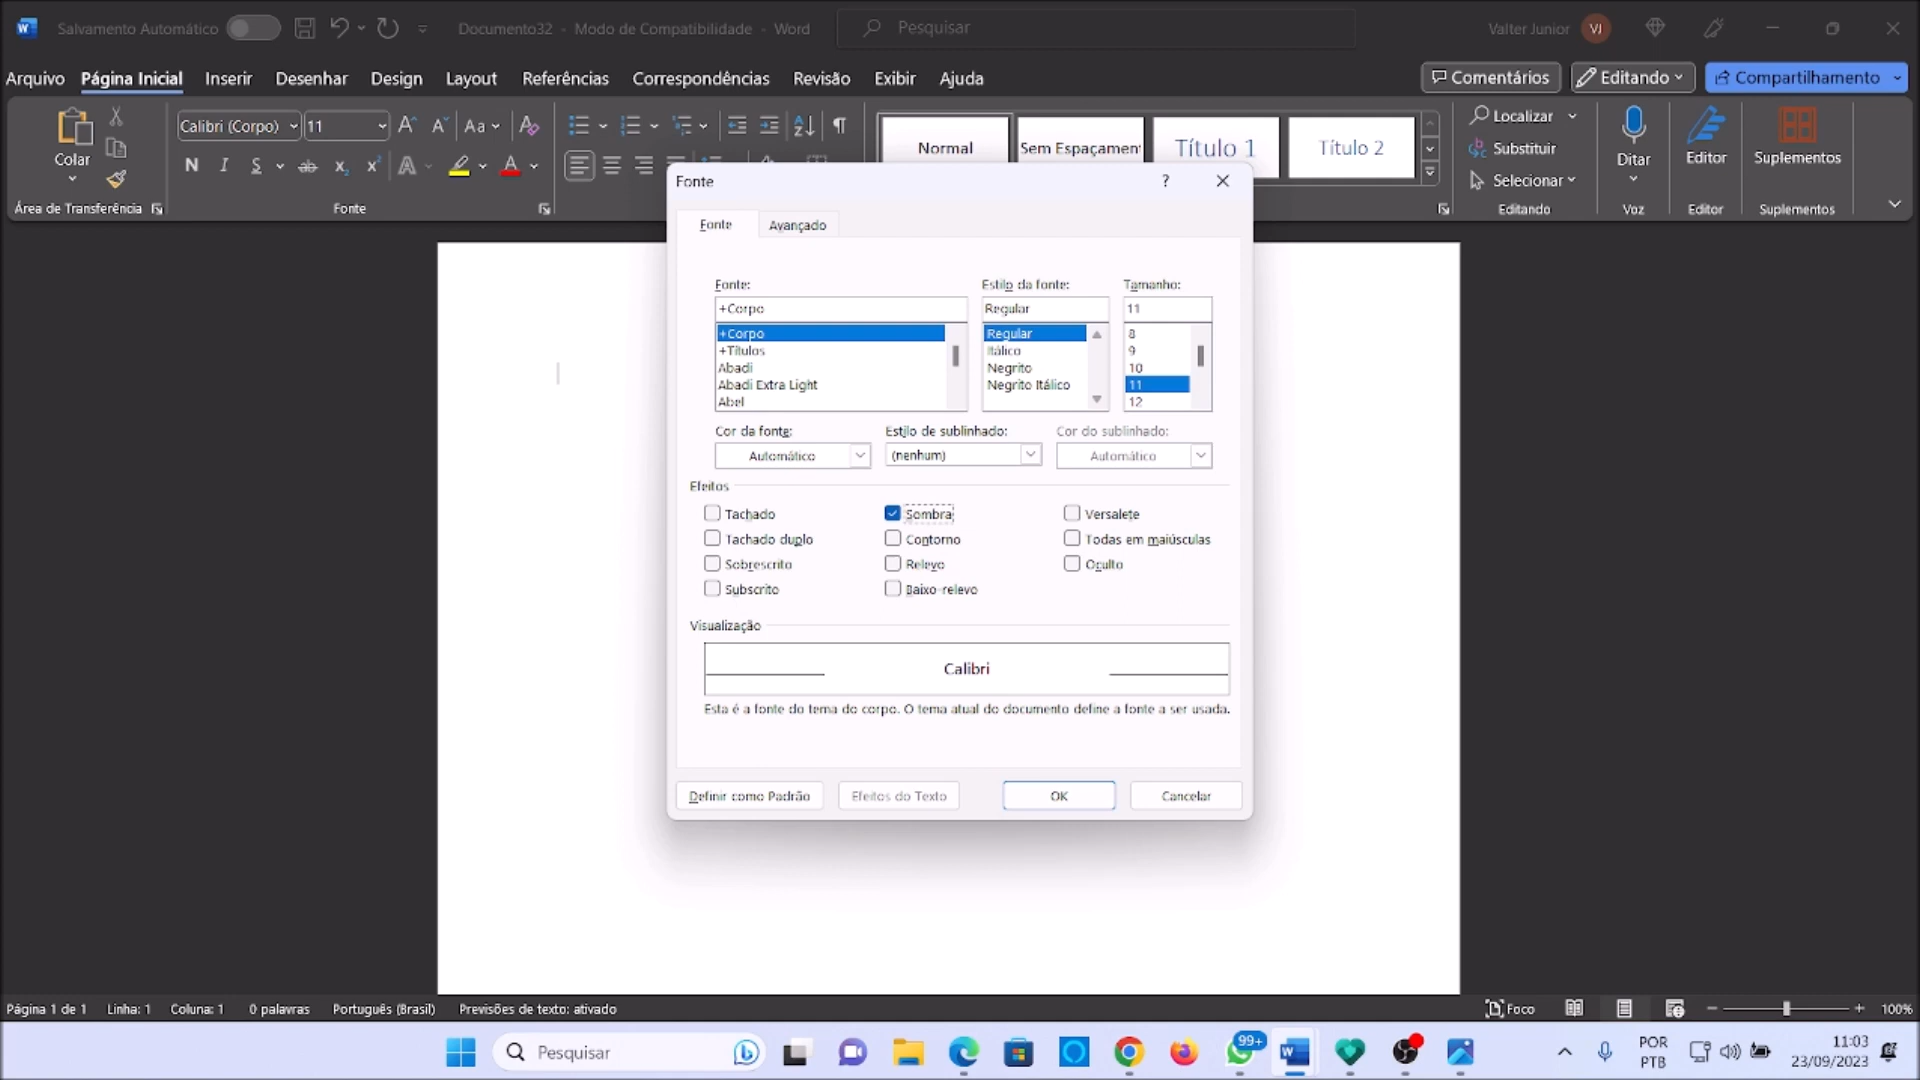 Salvamento Automático
Documento32 - Modo de Compatibilidade - Word
Pesquisar
Valter Junior VJ
Arquivo Página Inicial Inserir Desenhar Design Layout Referências Correspondências Revisão Exibir Ajuda
Comentários Editando Compartilhamento
Colar
Calibri (Corpo) 11 Aa
N I S ab x₂ x² A A
Normal Sem Espaçamen Título 1 Título 2
Localizar
Substituir
Selecionar
Ditar Editor Suplementos
Área de Transferência Fonte Editando Voz Editor Suplementos
Fonte ?
Fonte Avançado
Fonte: Estilo da fonte: Tamanho:
+Corpo Regular 11
+Corpo Regular 8
+Títulos Itálico 9
Abadi Negrito 10
Abadi Extra Light Negrito Itálico 11
Abel 12
Cor da fonte: Estilo de sublinhado: Cor do sublinhado:
Automático (nenhum) Automático
Efeitos
Tachado Sombra Versalete
Tachado duplo Contorno Todas em maiúsculas
Sobrescrito Relevo Oculto
Subscrito Baixo-relevo
Visualização
Calibri
Esta é a fonte do tema do corpo. O tema atual do documento define a fonte a ser usada.
Definir como Padrão Efeitos do Texto OK Cancelar
Página 1 de 1 Linha: 1 Coluna: 1 0 palavras Português (Brasil) Previsões de texto: ativado
Foco 100%
Pesquisar
99+
POR
PTB
11:03
23/09/2023